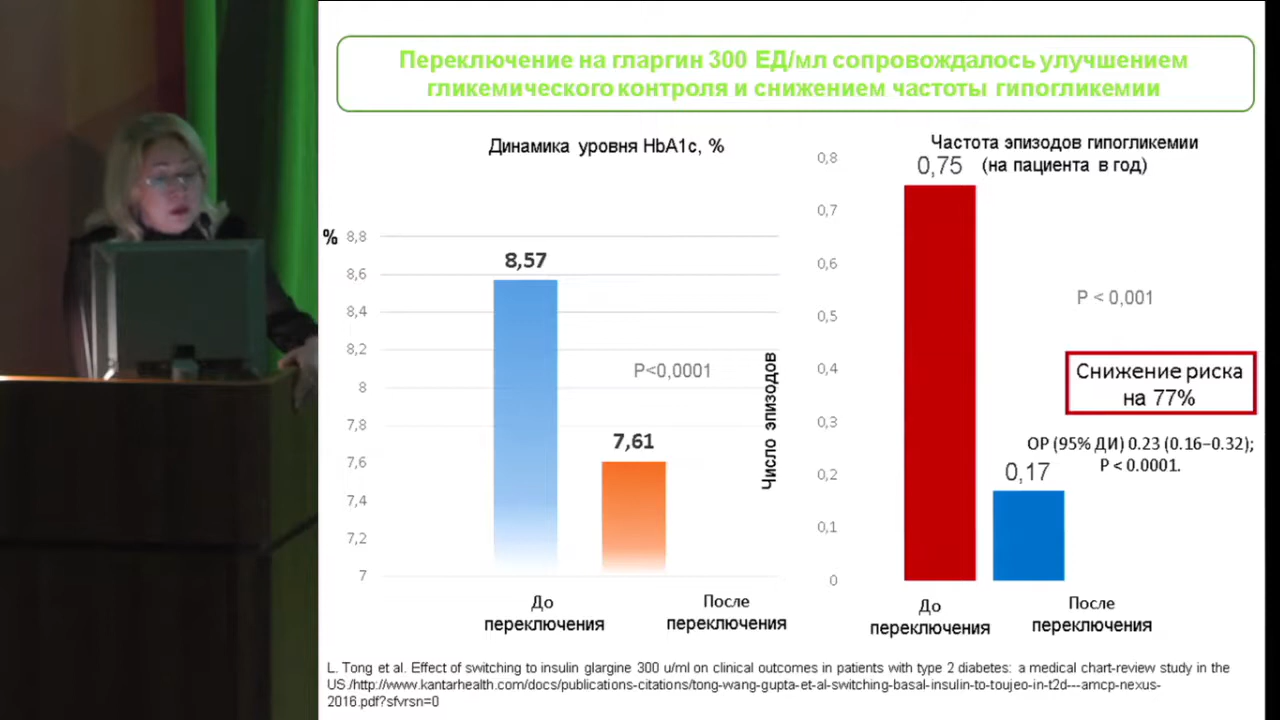 Переключение на гларгин 300 ЕД/мл сопровождалось улучшением
гликемического контроля и снижением частоты гипогликемии
Динамика уровня HbA1c, %
%
8,8
8,6
8,4
8,2
8
7,8
7,6
7,4
7,2
7
8,57
7,61
P<0,0001
До
переключения
После
переключения
Частота эпизодов гипогликемии
(на пациента в год)
Число эпизодов
0,8
0,7
0,6
0,5
0,4
0,3
0,2
0,1
0
0,75
0,17
P < 0,001
Снижение риска
на 77%
ОР (95% ДИ) 0.23 (0.16–0.32);
P < 0.0001.
До
переключения
После
переключения
L. Tong et al. Effect of switching to insulin glargine 300 u/ml on clinical outcomes in patients with type 2 diabetes: a medical chart-review study in the
US./http://www.kantarhealth.com/docs/publications-citations/tong-wang-gupta-et-al-switching-basal-insulin-to-toujeo-in-t2d---amcp-nexus-
2016.pdf?sfvrsn=0